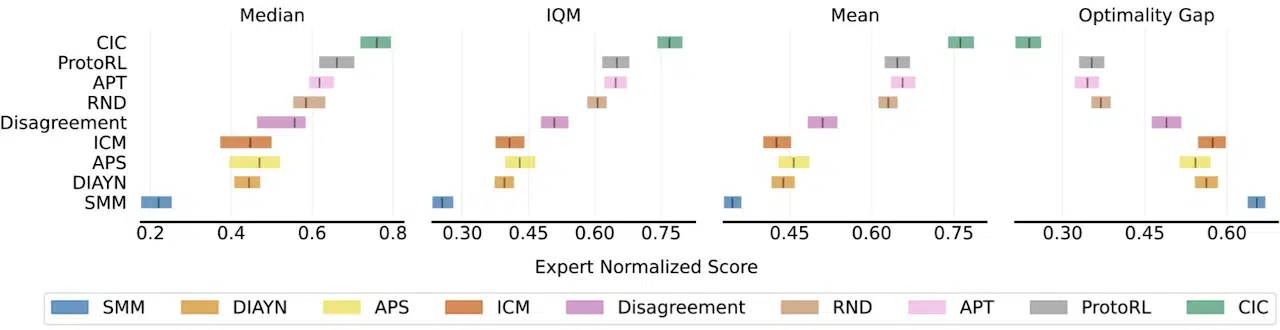 Median IQM Mean Optimality Gap
CIC
ProtoRL
APT
RND
Disagreement
ICM
APS
DIAYN
SMM
0.2 0.4 0.6 0.8 0.30 0.45 0.60 0.75 0.45 0.60 0.75 0.30 0.45 0.60
Expert Normalized Score
SMM DIAYN APS ICM Disagreement RND APT ProtoRL CIC